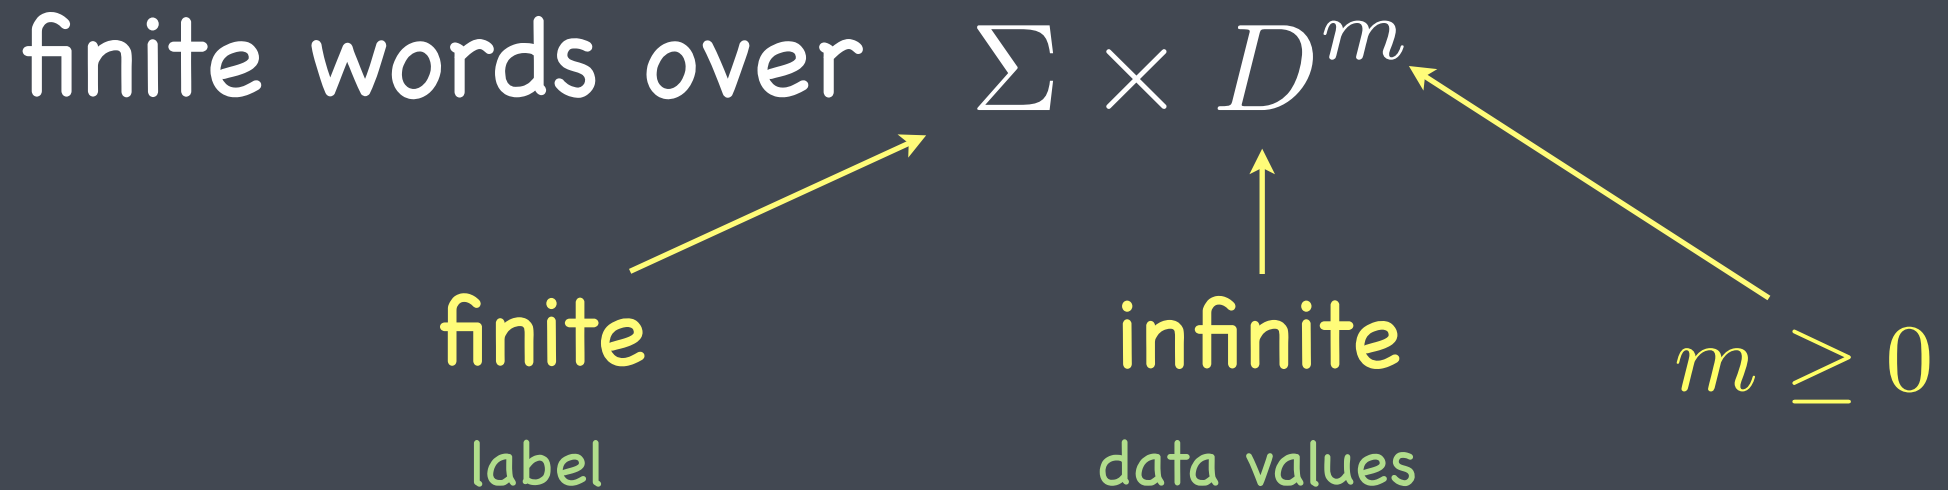 finite words over Σ × D^m
finite infinite
m ≥ 0
label data values